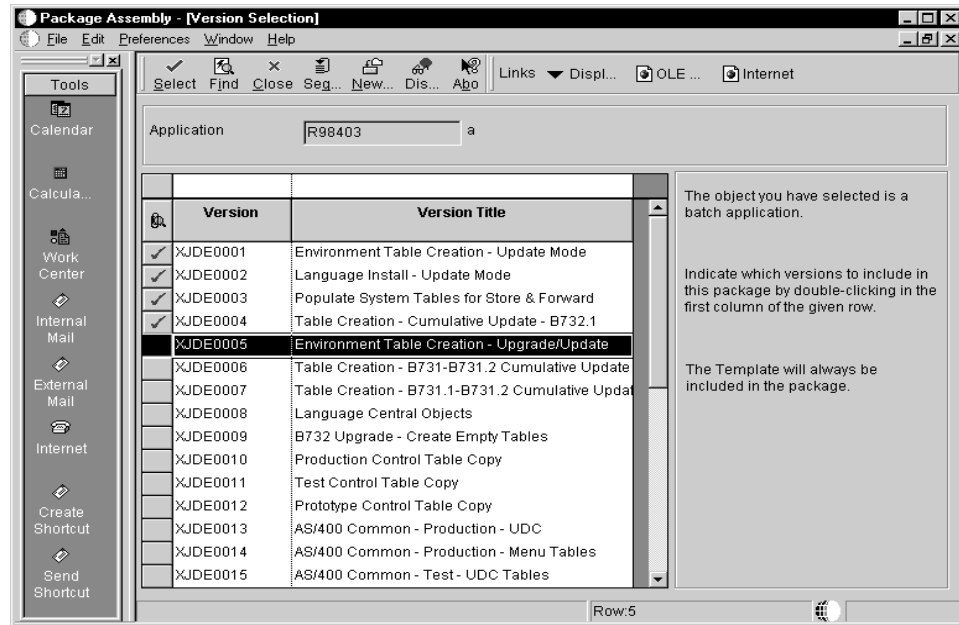 Package Assembly - [Version Selection]
File Edit Preferences Window Help
Tools
Calendar
Calcula...
Work
Center
Internal
Mail
External
Mail
Internet
Create
Shortcut
Send
Shortcut
Select Find Close Seq... New... Dis... Abo Links Displ... OLE ... Internet
Application R98403 a
Version Version Title
XJDE0001 Environment Table Creation - Update Mode
XJDE0002 Language Install - Update Mode
XJDE0003 Populate System Tables for Store & Forward
XJDE0004 Table Creation - Cumulative Update - B732.1
XJDE0005 Environment Table Creation - Upgrade/Update
XJDE0006 Table Creation - B731-B731.2 Cumulative Update
XJDE0007 Table Creation - B731.1-B731.2 Cumulative Updat
XJDE0008 Language Central Objects
XJDE0009 B732 Upgrade - Create Empty Tables
XJDE0010 Production Control Table Copy
XJDE0011 Test Control Table Copy
XJDE0012 Prototype Control Table Copy
XJDE0013 AS/400 Common - Production - UDC
XJDE0014 AS/400 Common - Production - Menu Tables
XJDE0015 AS/400 Common - Test - UDC Tables
The object you have selected is a
batch application.
Indicate which versions to include in
this package by double-clicking in the
first column of the given row.
The Template will always be
included in the package.
Row:5